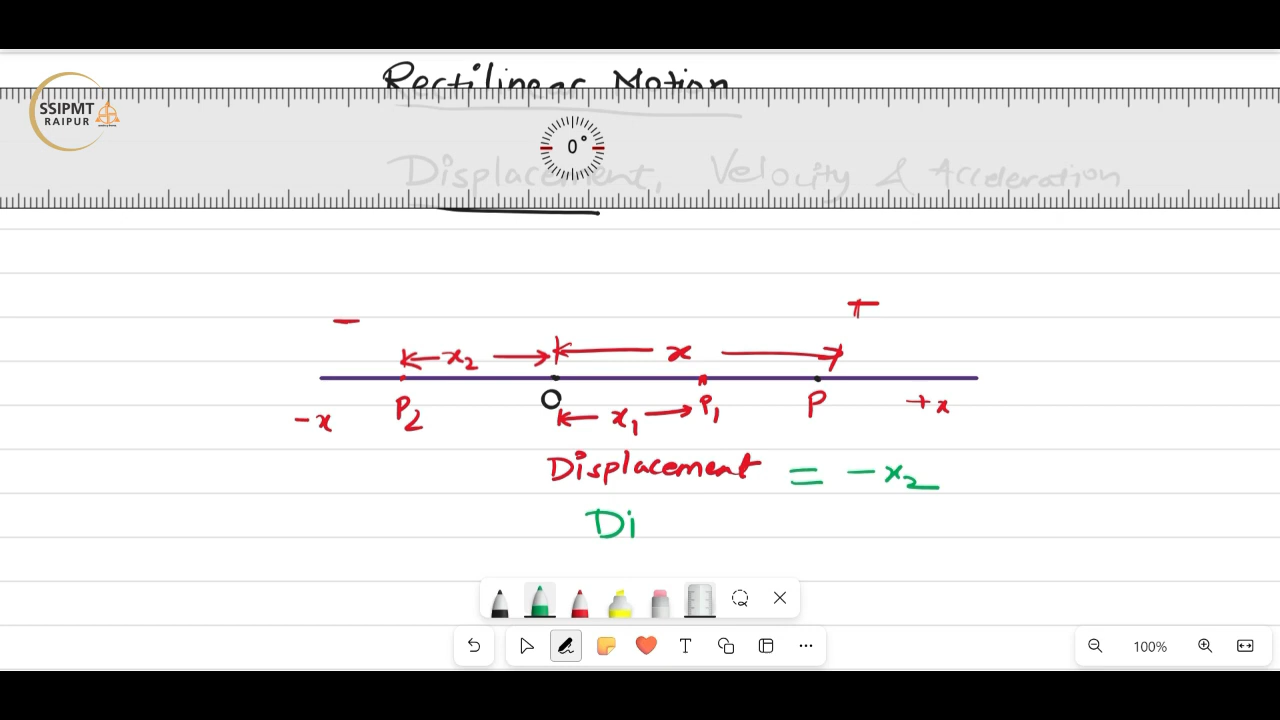 Rectilinear Motion
SSIPMT
RAIPUR
0°
Displacement, Velocity & Acceleration
- +
x2 x
O
-x P2 x1 P1 P +x
Displacement = -x2
Di
T
100%